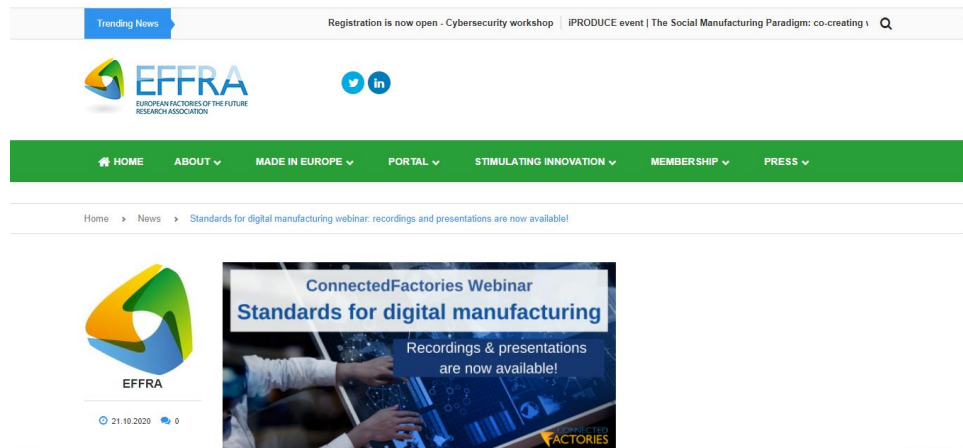 Trending News
Registration is now open - Cybersecurity workshop
iPRODUCE event | The Social Manufacturing Paradigm: co-creating
EFFRA
EUROPEAN FACTORIES OF THE FUTURE
RESEARCH ASSOCIATION
in
HOME ABOUT MADE IN EUROPE PORTAL STIMULATING INNOVATION MEMBERSHIP PRESS
Home > News > Standards for digital manufacturing webinar: recordings and presentations are now available!
ConnectedFactories Webinar
Standards for digital manufacturing
Recordings & presentations
are now available!
CONNECTED
FACTORIES
EFFRA
21.10.2020 0